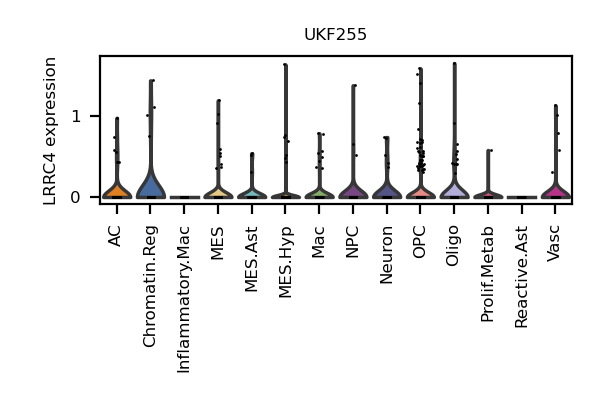 UKF255
LRRC4 expression
1
0
AC
Chromatin.Reg
Inflammatory.Mac
MES
MES.Ast
MES.Hyp
Mac
NPC
Neuron
OPC
Oligo
Prolif.Metab
Reactive.Ast
Vasc